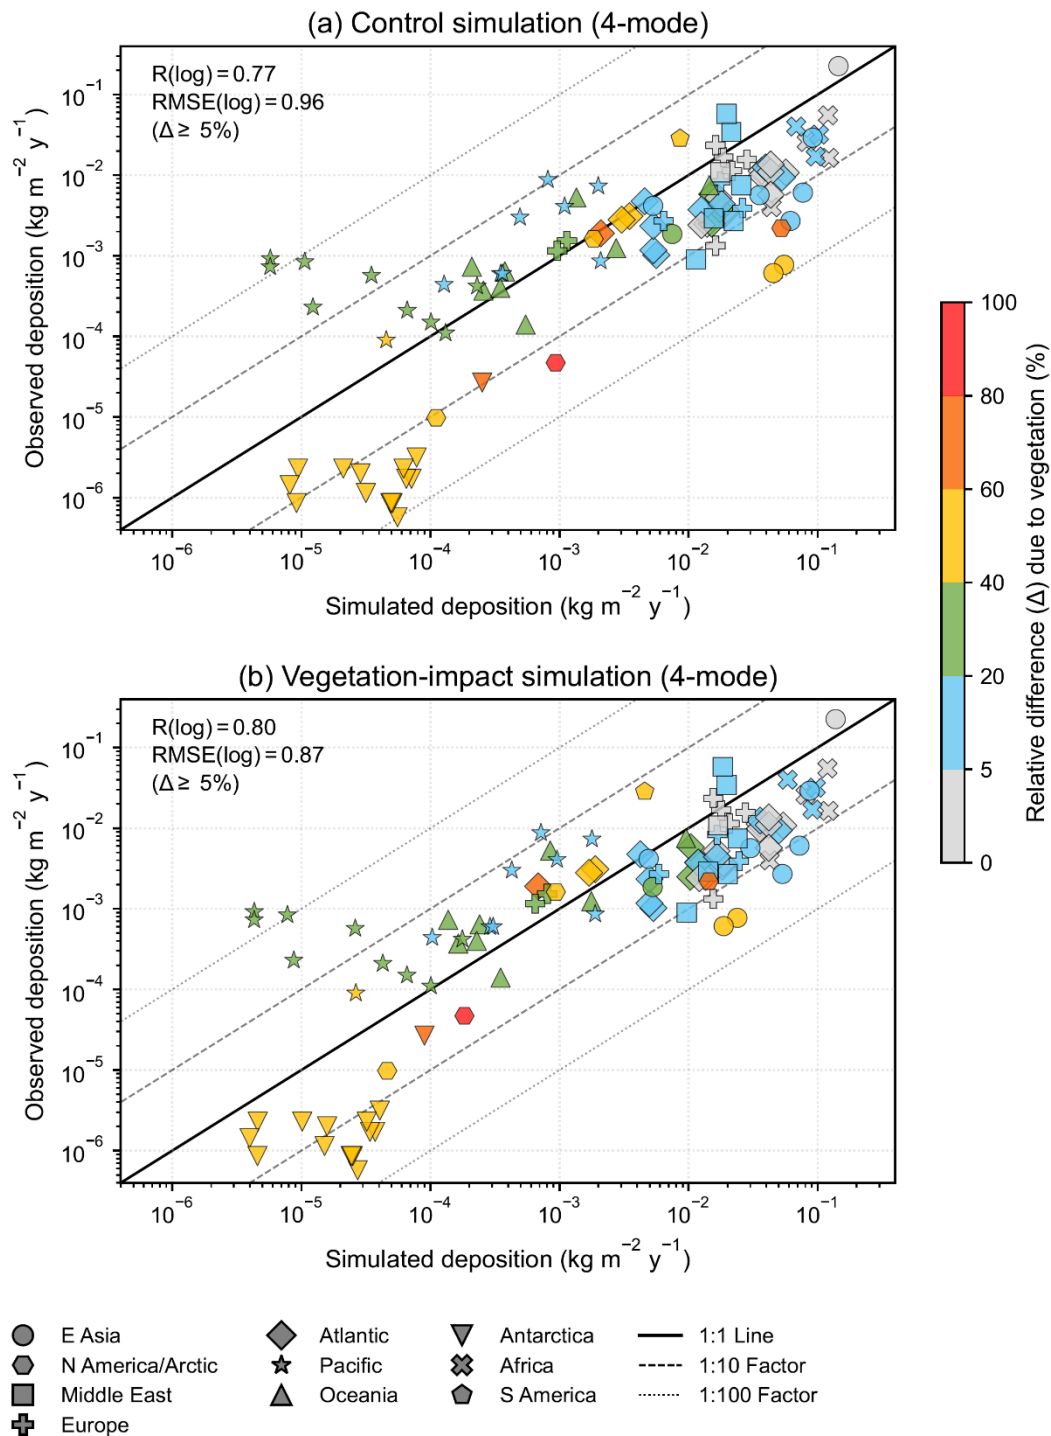 (a) Control simulation (4-mode)
R(log) = 0.77
RMSE(log) = 0.96
(Δ ≥ 5%)
Observed deposition (kg m⁻² y⁻¹)
10⁻¹
10⁻²
10⁻³
10⁻⁴
10⁻⁵
10⁻⁶
10⁻⁶ 10⁻⁵ 10⁻⁴ 10⁻³ 10⁻² 10⁻¹
Simulated deposition (kg m⁻² y⁻¹)
(b) Vegetation-impact simulation (4-mode)
R(log) = 0.80
RMSE(log) = 0.87
(Δ ≥ 5%)
Observed deposition (kg m⁻² y⁻¹)
10⁻¹
10⁻²
10⁻³
10⁻⁴
10⁻⁵
10⁻⁶
10⁻⁶ 10⁻⁵ 10⁻⁴ 10⁻³ 10⁻² 10⁻¹
Simulated deposition (kg m⁻² y⁻¹)
100
80
60
40
20
5
0
Relative difference (Δ) due to vegetation (%)
E Asia
N America/Arctic
Middle East
Europe
Atlantic
Pacific
Oceania
Antarctica
Africa
S America
1:1 Line
1:10 Factor
1:100 Factor